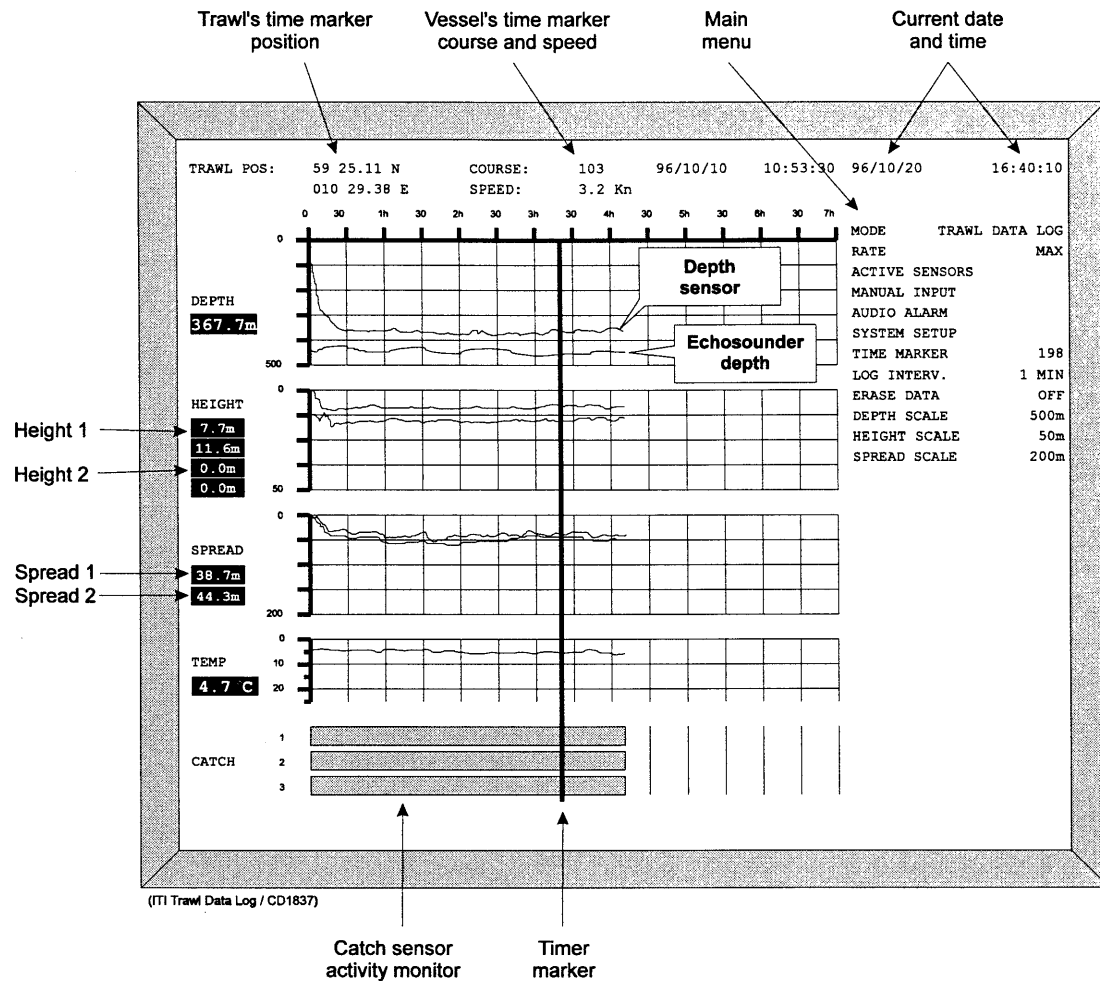 Trawl's time marker
position
Vessel's time marker
course and speed
Main
menu
Current date
and time
TRAWL POS: 59 25.11 N COURSE: 103 96/10/10 10:53:30 96/10/20 16:40:10
010 29.38 E SPEED: 3.2 Kn
0 30 1h 30 2h 30 3h 30 4h 30 5h 30 6h 30 7h
MODE TRAWL DATA LOG
RATE MAX
ACTIVE SENSORS
MANUAL INPUT
AUDIO ALARM
SYSTEM SETUP
TIME MARKER 198
LOG INTERV. 1 MIN
ERASE DATA OFF
DEPTH SCALE 500m
HEIGHT SCALE 50m
SPREAD SCALE 200m
0
DEPTH
367.7m
500
Depth
sensor
Echosounder
depth
0
HEIGHT
Height 1
7.7m
11.6m
Height 2
0.0m
0.0m
50
0
SPREAD
Spread 1
38.7m
Spread 2
44.3m
200
0
TEMP
10
4.7 C
20
1
CATCH 2
3
(ITI Trawl Data Log / CD1837)
Catch sensor
activity monitor
Timer
marker